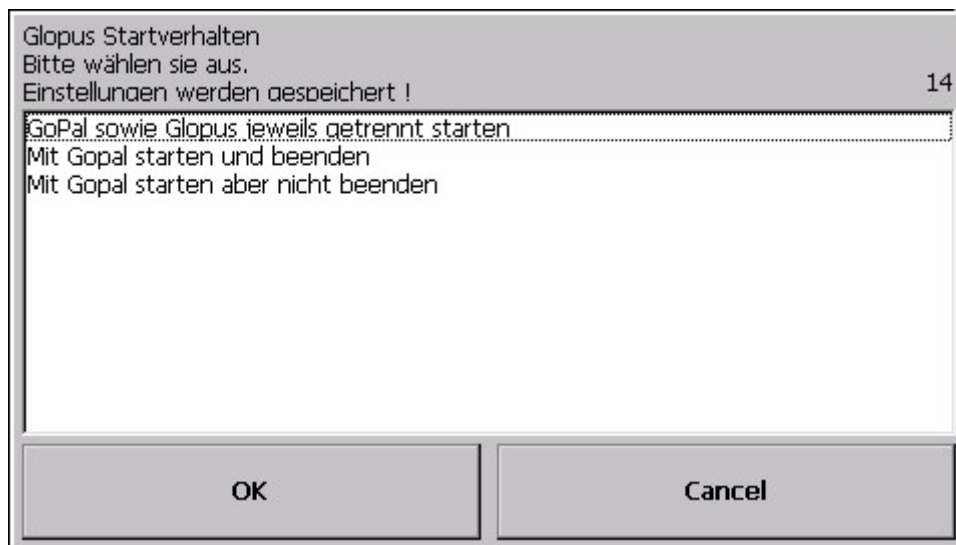 Glopus Startverhalten
Bitte wählen sie aus.
Einstellungen werden gespeichert !
14
GoPal sowie Glopus jeweils getrennt starten
Mit Gopal starten und beenden
Mit Gopal starten aber nicht beenden
OK
Cancel